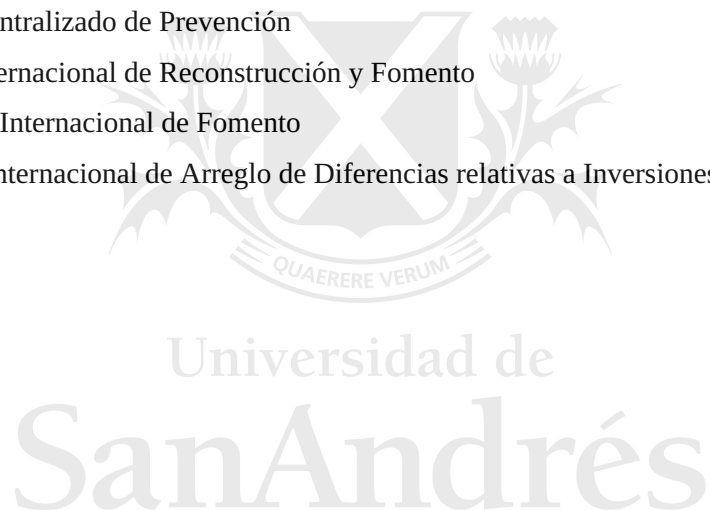 ntralizado de Prevención
ernacional de Reconstrucción y Fomento
Internacional de Fomento
nternacional de Arreglo de Diferencias relativas a Inversiones
QUAERERE VERUM
Universidad de
SanAndrés